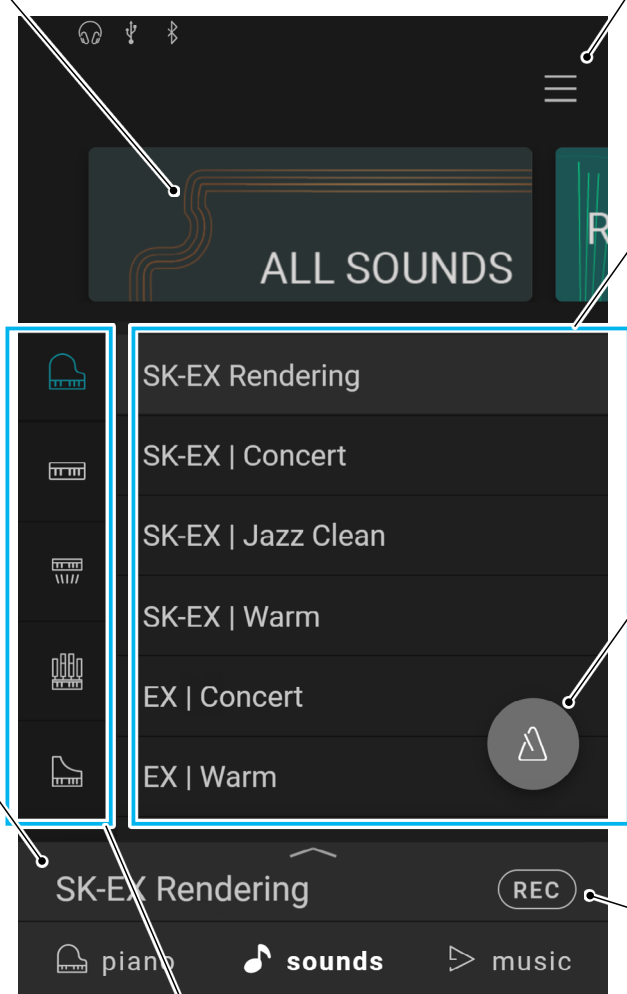 ALL SOUNDS
R
SK-EX Rendering
SK-EX | Concert
SK-EX | Jazz Clean
SK-EX | Warm
EX | Concert
EX | Warm
SK-EX Rendering
REC
piano
sounds
music